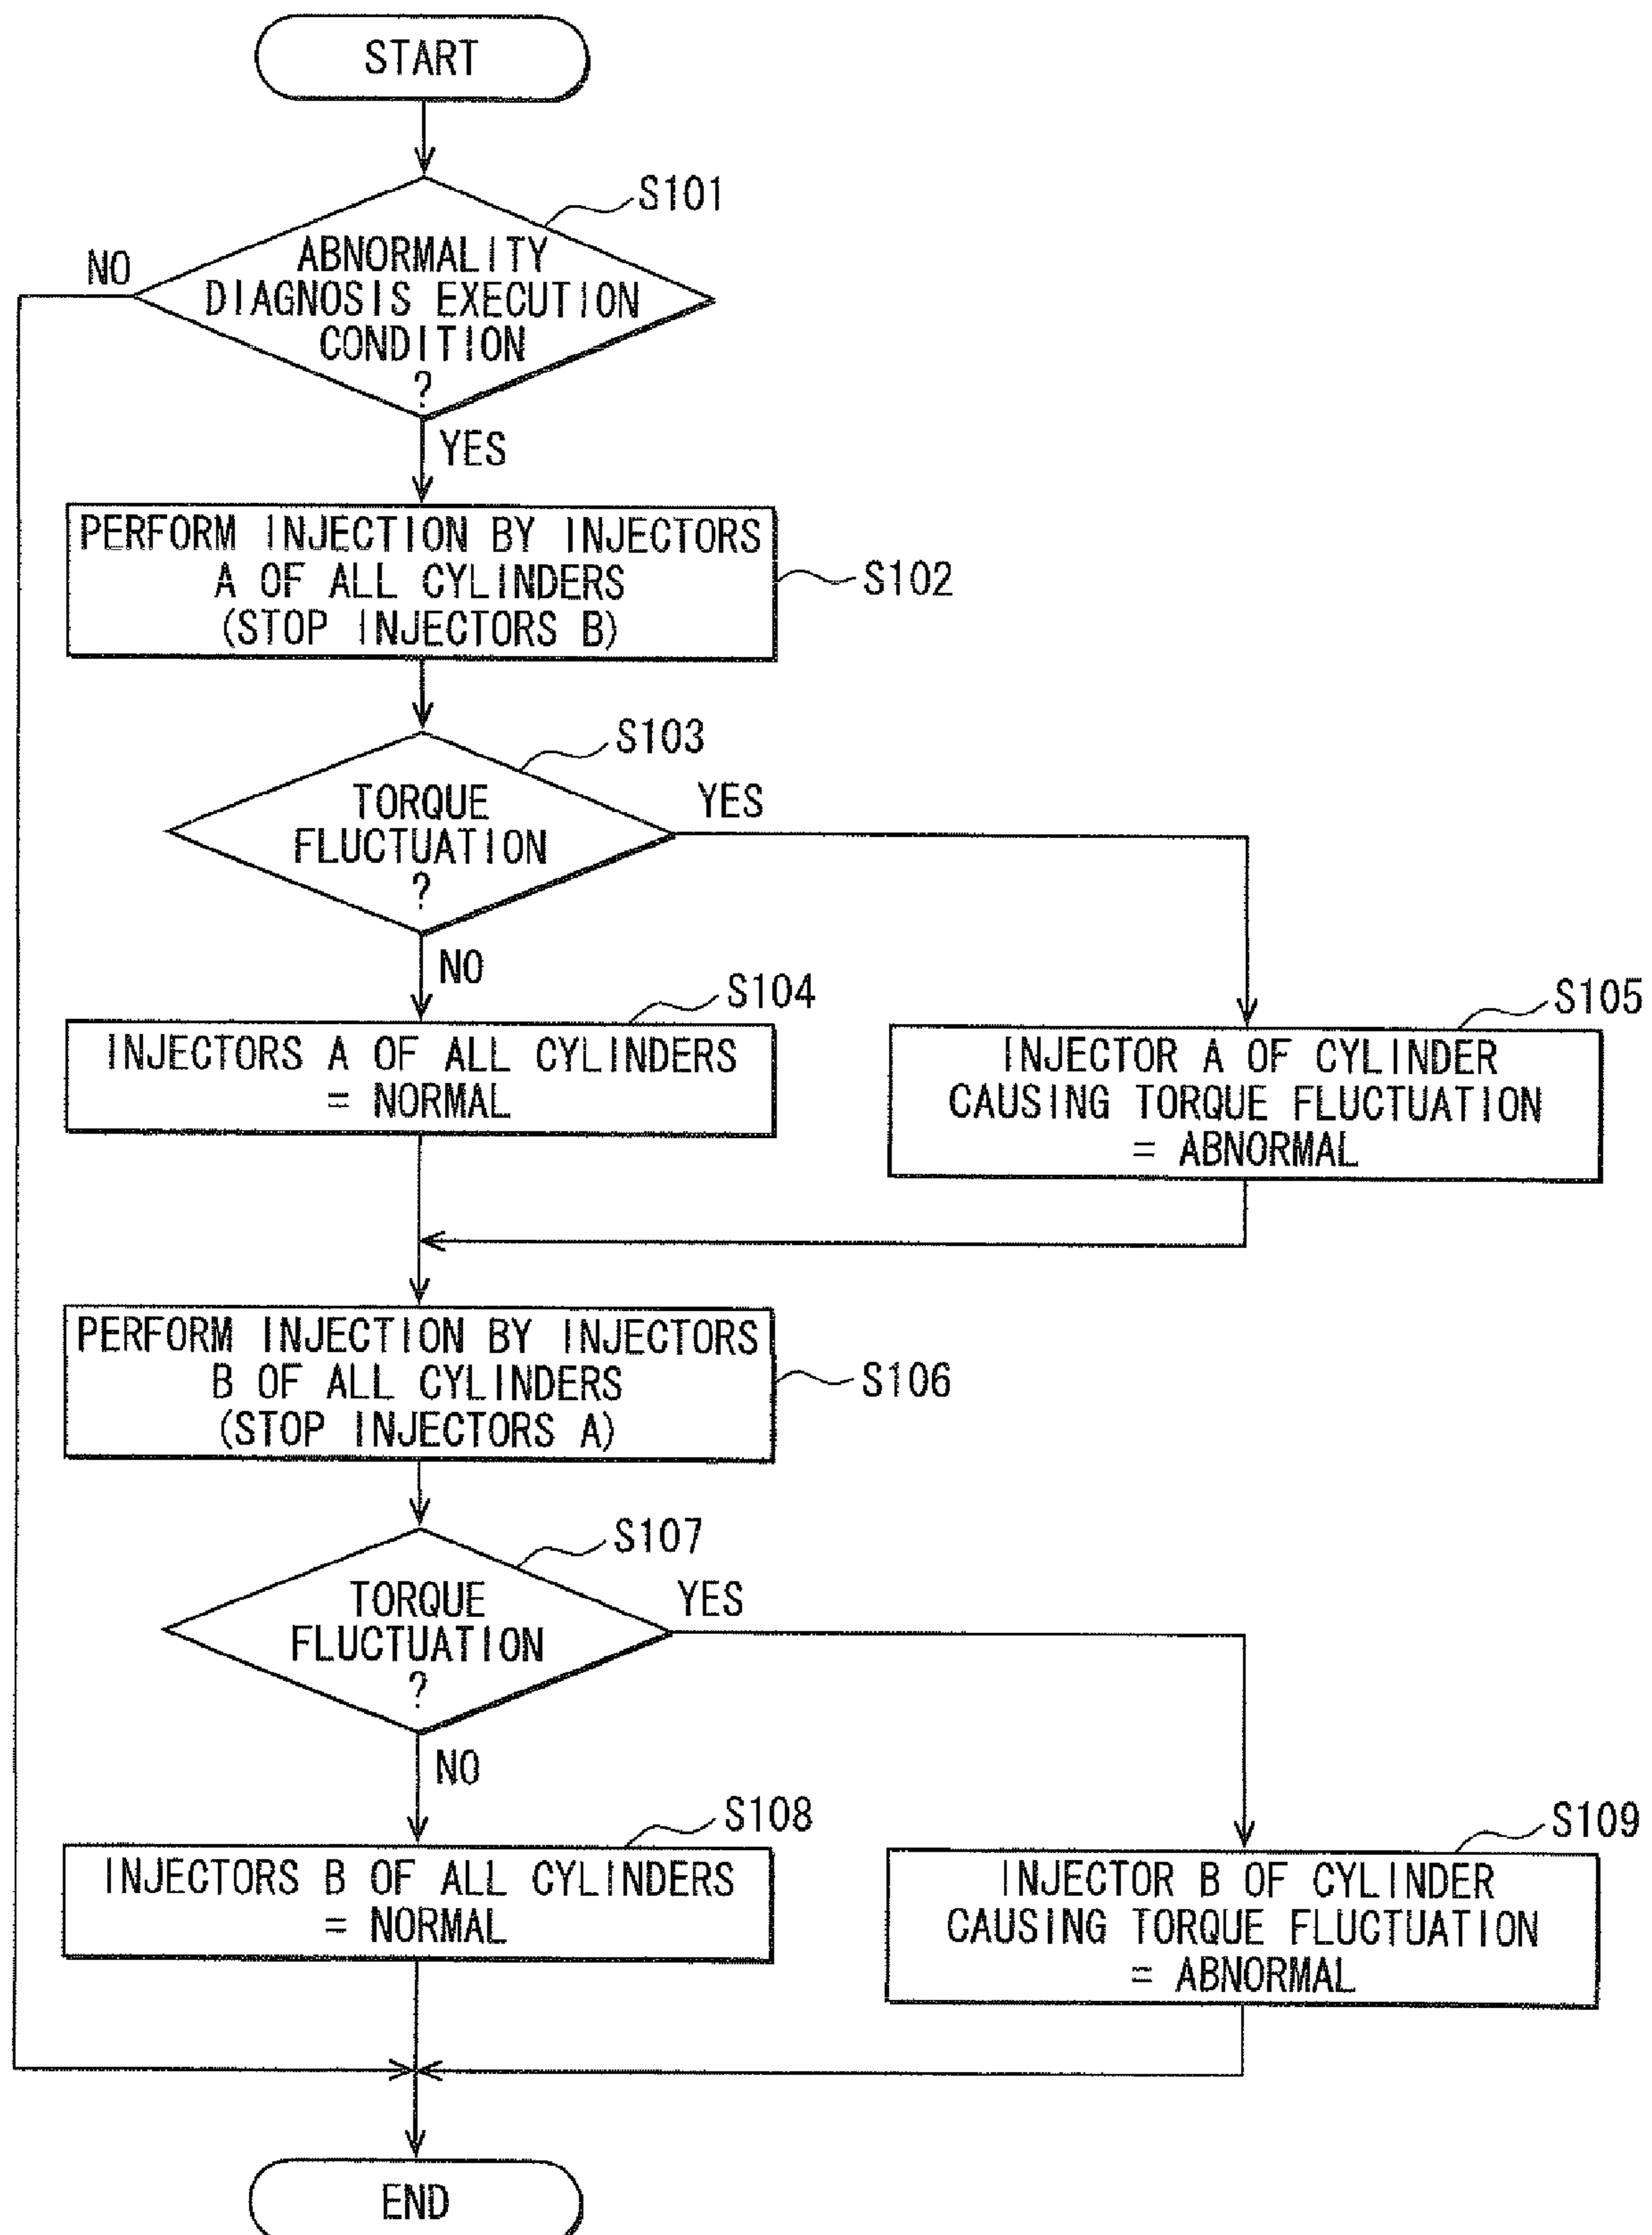 START
S101
NO
ABNORMALITY
DIAGNOSIS EXECUTION
CONDITION
?
YES
PERFORM INJECTION BY INJECTORS
A OF ALL CYLINDERS
(STOP INJECTORS B)
S102
S103
TORQUE
FLUCTUATION
?
YES
NO
S104
INJECTORS A OF ALL CYLINDERS
= NORMAL
S105
INJECTOR A OF CYLINDER
CAUSING TORQUE FLUCTUATION
= ABNORMAL
PERFORM INJECTION BY INJECTORS
B OF ALL CYLINDERS
(STOP INJECTORS A)
S106
S107
TORQUE
FLUCTUATION
?
YES
NO
S108
INJECTORS B OF ALL CYLINDERS
= NORMAL
S109
INJECTOR B OF CYLINDER
CAUSING TORQUE FLUCTUATION
= ABNORMAL
END